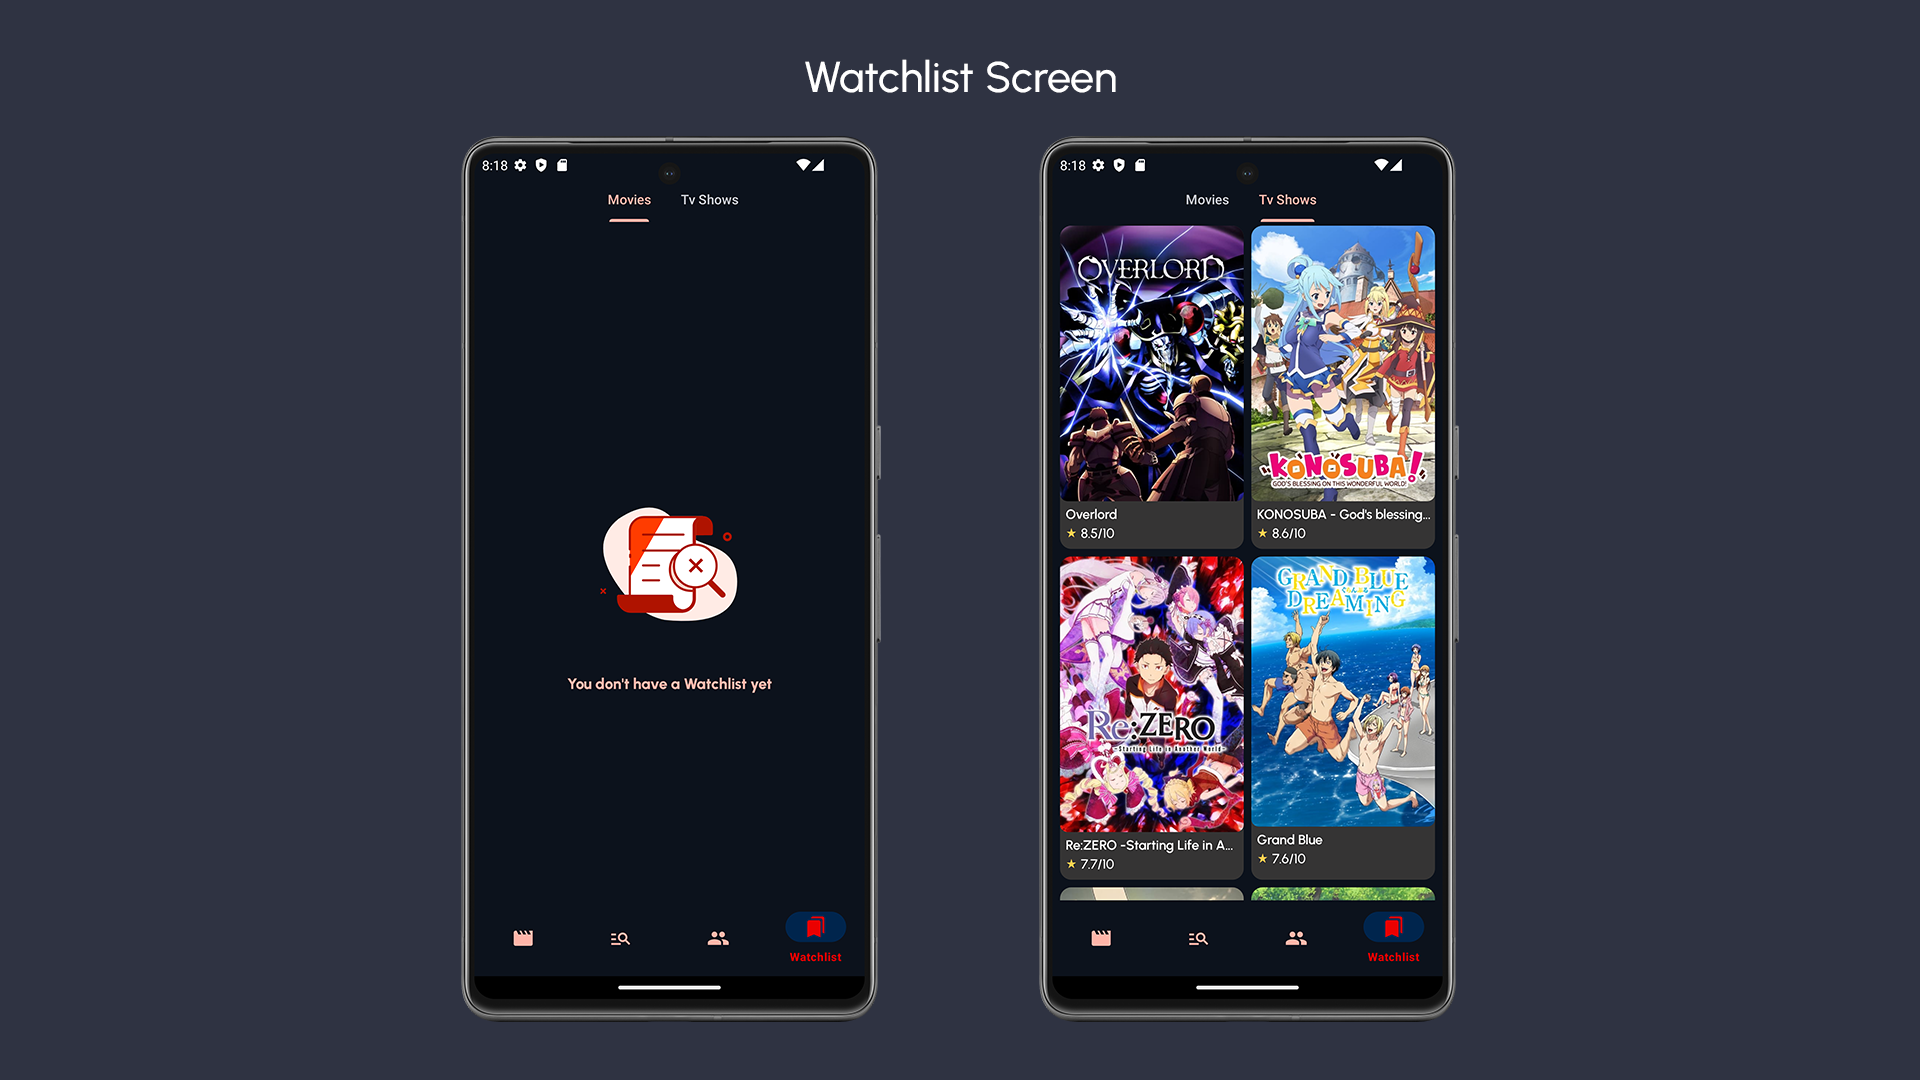 Watchlist Screen
8:18
Movies Tv Shows
You don't have a Watchlist yet
Watchlist
8:18
Movies Tv Shows
OVERLORD
KONOSUBA!
GOD'S BLESSING ON THIS WONDERFUL WORLD!
Overlord
8.5/10
KONOSUBA - God's blessing...
8.6/10
Re:ZERO
-Starting Life in Another World-
GRAND BLUE
DREAMING
Re:ZERO -Starting Life in A...
7.7/10
Grand Blue
7.6/10
Watchlist